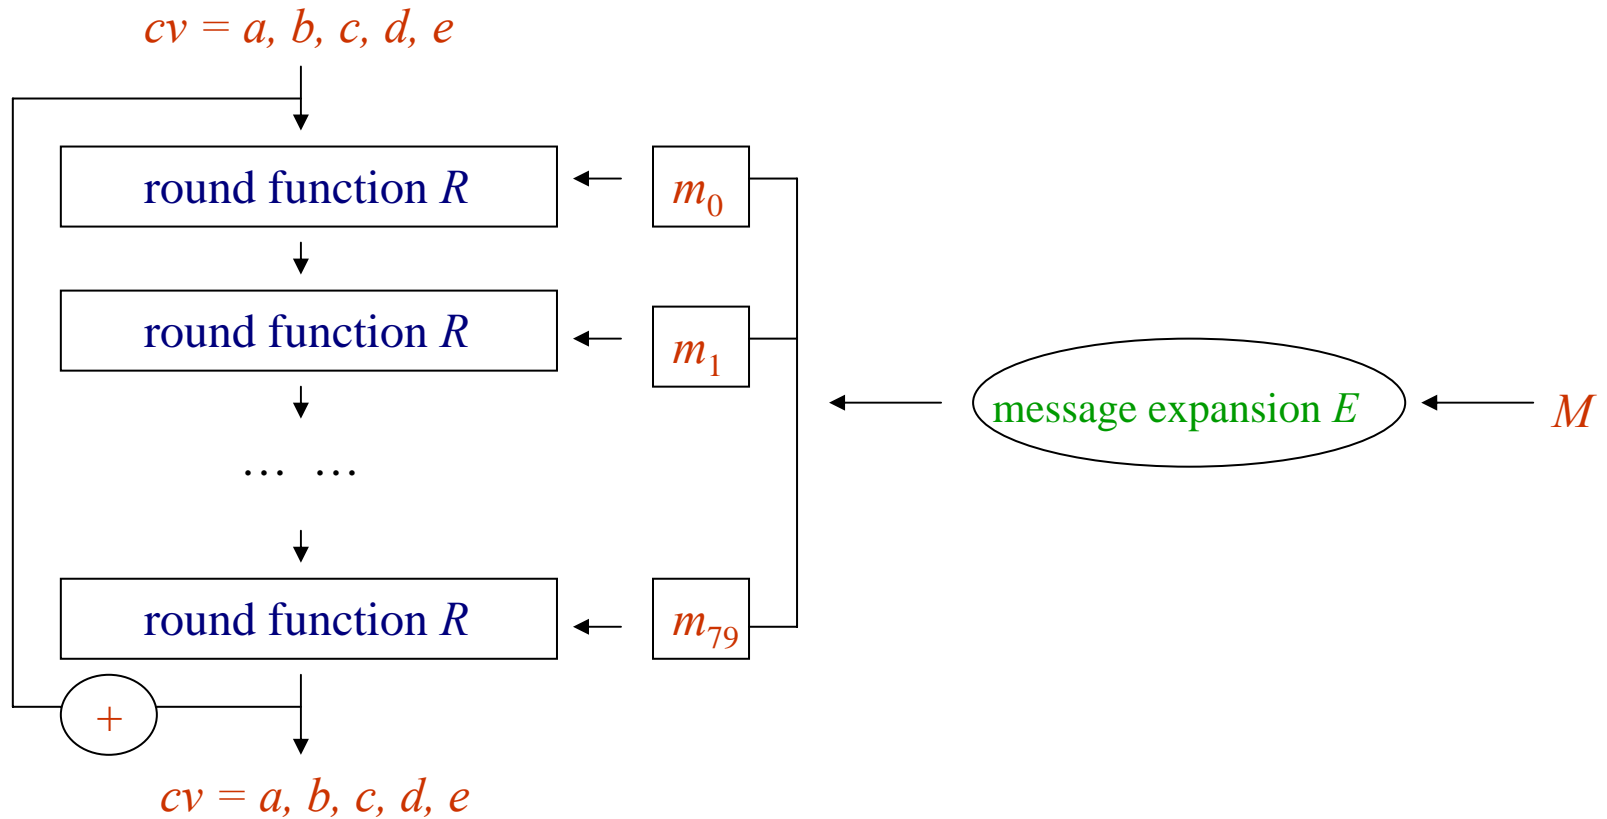 cv = a, b, c, d, e
round function R
m₀
round function R
m₁
message expansion E
M
… …
round function R
m₇₉
+
cv = a, b, c, d, e